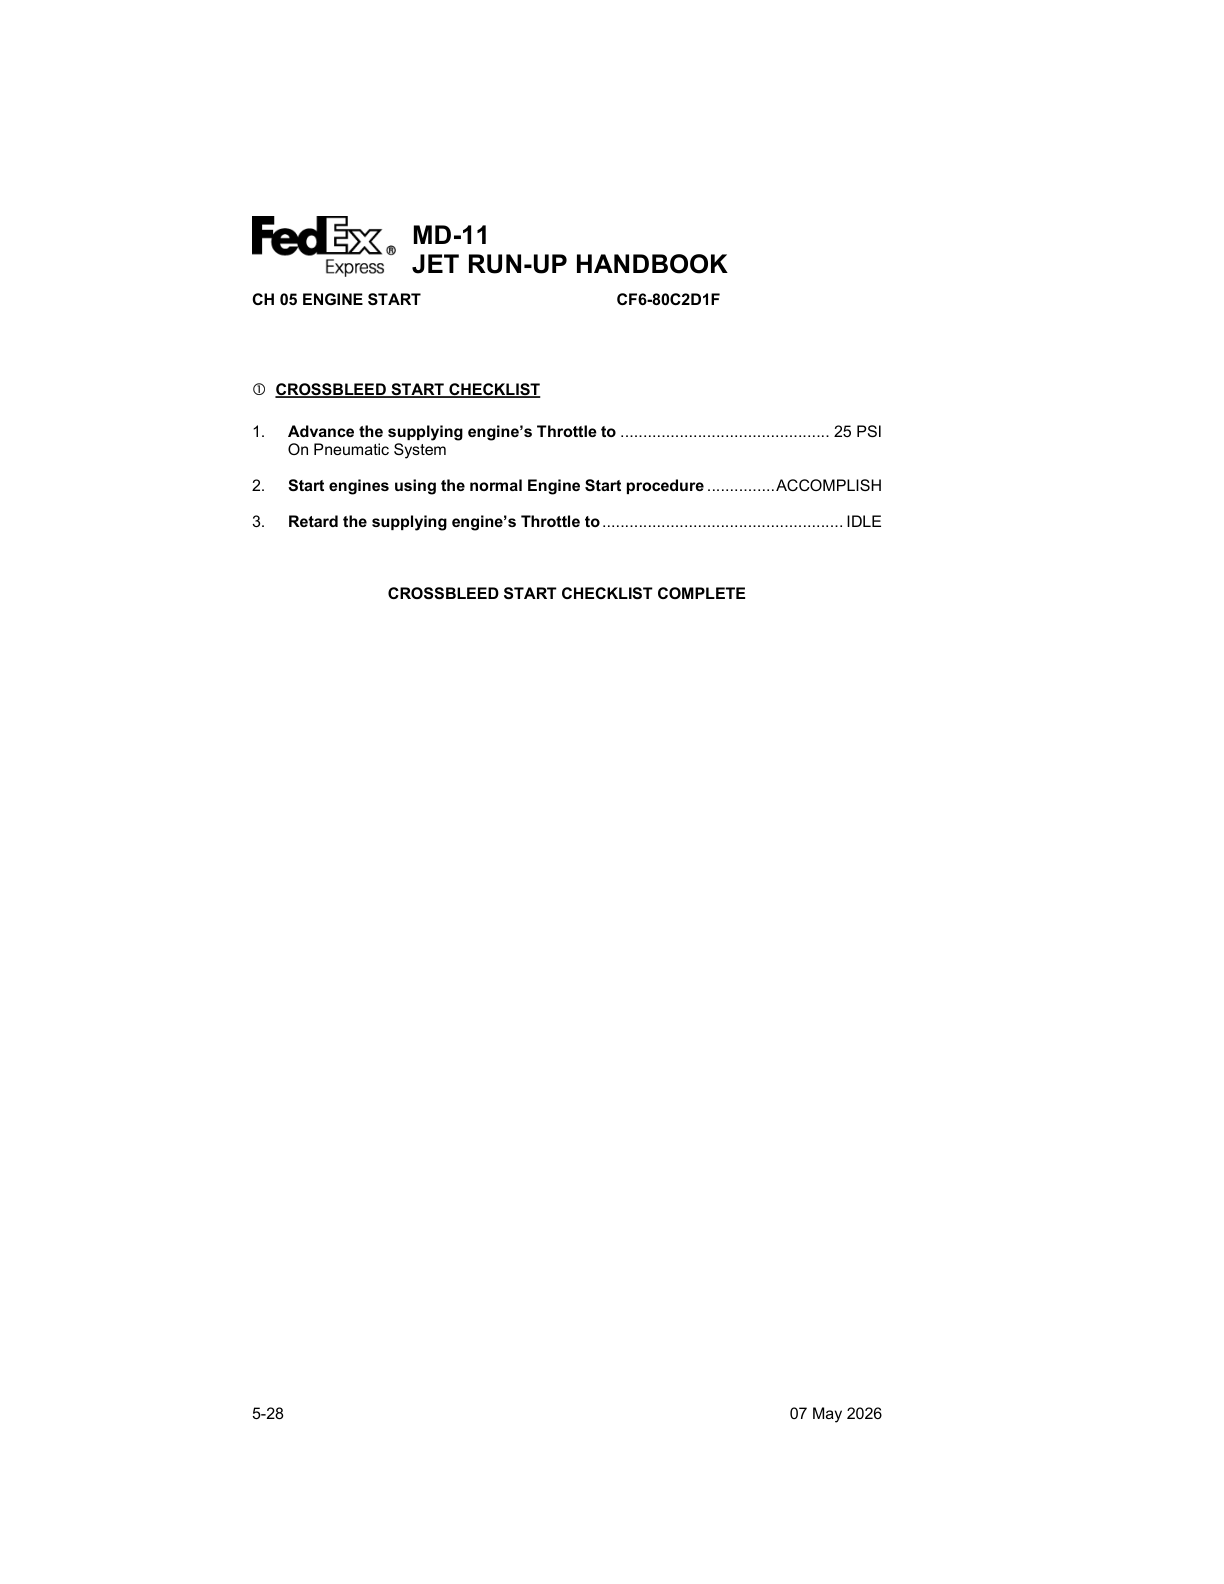 FedEx® MD-11
Express JET RUN-UP HANDBOOK
CH 05 ENGINE START CF6-80C2D1F
① CROSSBLEED START CHECKLIST
1. Advance the supplying engine’s Throttle to .............................................. 25 PSI
On Pneumatic System
2. Start engines using the normal Engine Start procedure ...............ACCOMPLISH
3. Retard the supplying engine’s Throttle to ..................................................... IDLE
CROSSBLEED START CHECKLIST COMPLETE
5-28 07 May 2026